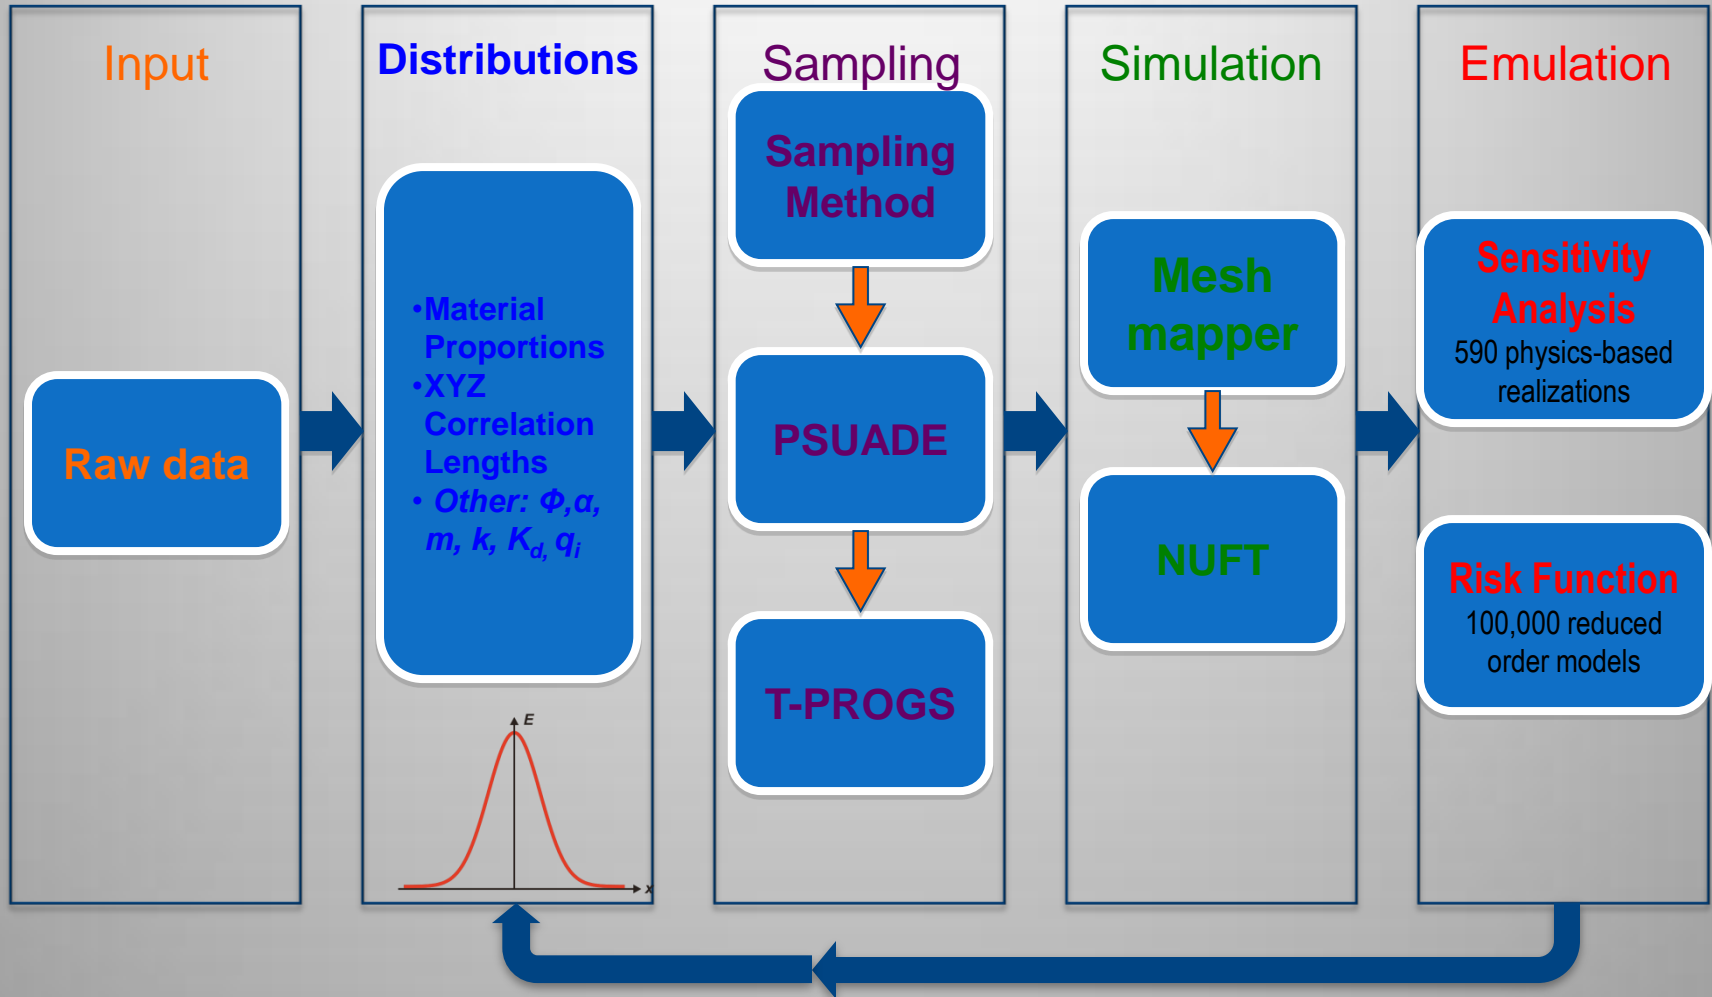 Input
Raw data
Distributions
•Material
Proportions
•XYZ
Correlation
Lengths
• Other: Φ,α,
m, k, Kd, qi
E
x
Sampling
Sampling
Method
PSUADE
T-PROGS
Simulation
Mesh
mapper
NUFT
Emulation
Sensitivity
Analysis
590 physics-based
realizations
Risk Function
100,000 reduced
order models